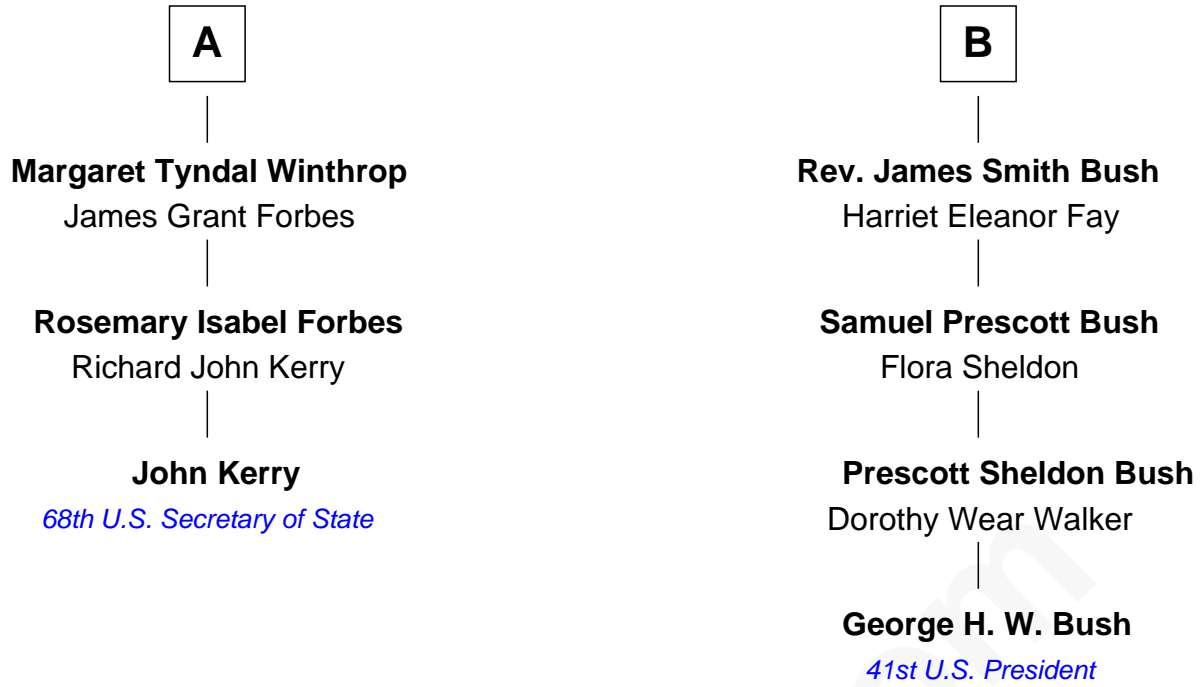 A
Margaret Tyndal Winthrop
James Grant Forbes
Rosemary Isabel Forbes
Richard John Kerry
John Kerry
68th U.S. Secretary of State
B
Rev. James Smith Bush
Harriet Eleanor Fay
Samuel Prescott Bush
Flora Sheldon
Prescott Sheldon Bush
Dorothy Wear Walker
George H. W. Bush
41st U.S. President